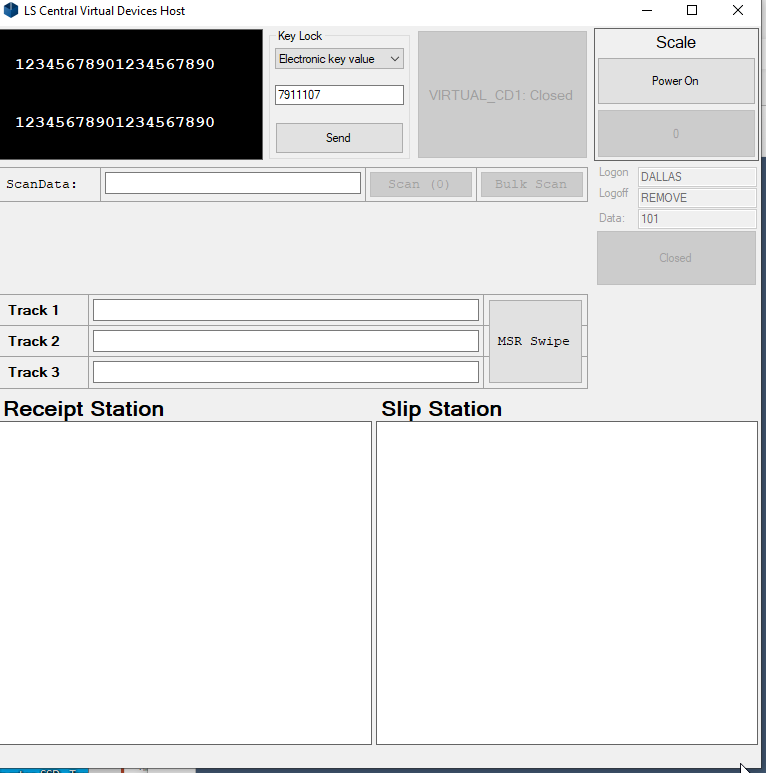 LS Central Virtual Devices Host
12345678901234567890
12345678901234567890
Key Lock
Electronic key value
7911107
Send
VIRTUAL_CD1: Closed
Scale
Power On
0
ScanData:
Scan (0)
Bulk Scan
Logon
DALLAS
Logoff
REMOVE
Data:
101
Closed
Track 1
Track 2
Track 3
MSR Swipe
Receipt Station
Slip Station